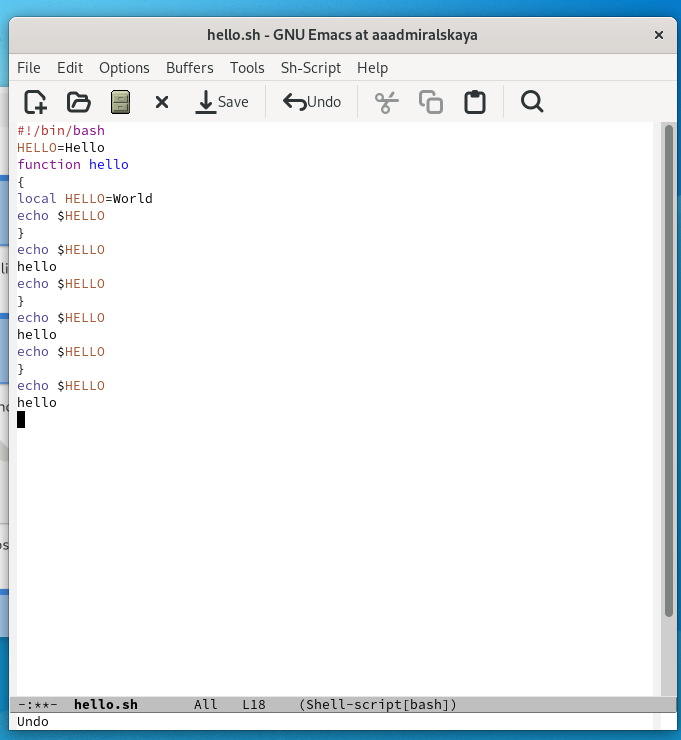 hello.sh - GNU Emacs at aaadmiralskaya
File Edit Options Buffers Tools Sh-Script Help
Save Undo
#!/bin/bash
HELLO=Hello
function hello
{
local HELLO=World
echo $HELLO
}
echo $HELLO
hello
echo $HELLO
}
echo $HELLO
hello
echo $HELLO
}
echo $HELLO
hello
-:**- hello.sh All L18 (Shell-script[bash])
Undo